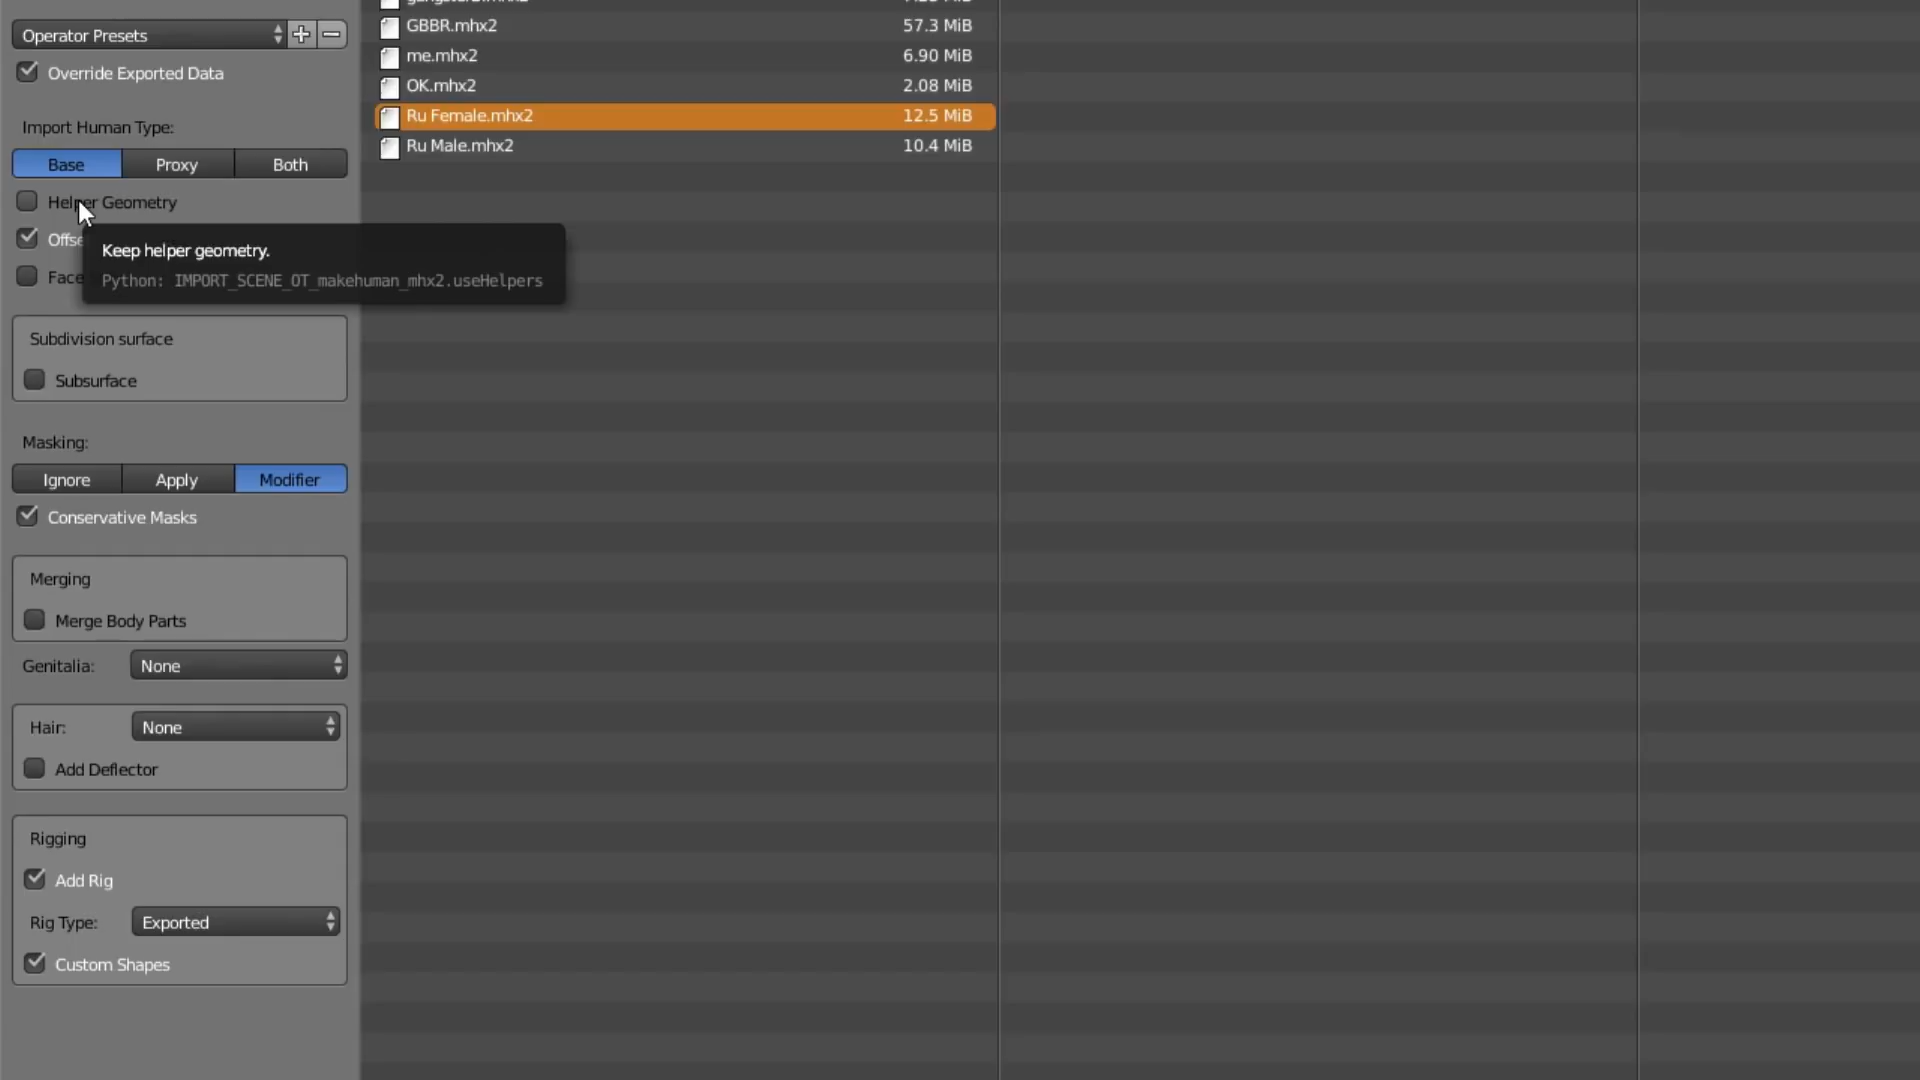 Operator Presets
Override Exported Data
Import Human Type:
Base Proxy Both
Helper Geometry
Offse
Face
Keep helper geometry.
Python: IMPORT_SCENE_OT_makehuman_mhx2.useHelpers
Subdivision surface
Subsurface
Masking:
Ignore Apply Modifier
Conservative Masks
Merging
Merge Body Parts
Genitalia: None
Hair: None
Add Deflector
Rigging
Add Rig
Rig Type: Exported
Custom Shapes
GBBR.mhx2 57.3 MiB
me.mhx2 6.90 MiB
OK.mhx2 2.08 MiB
Ru Female.mhx2 12.5 MiB
Ru Male.mhx2 10.4 MiB